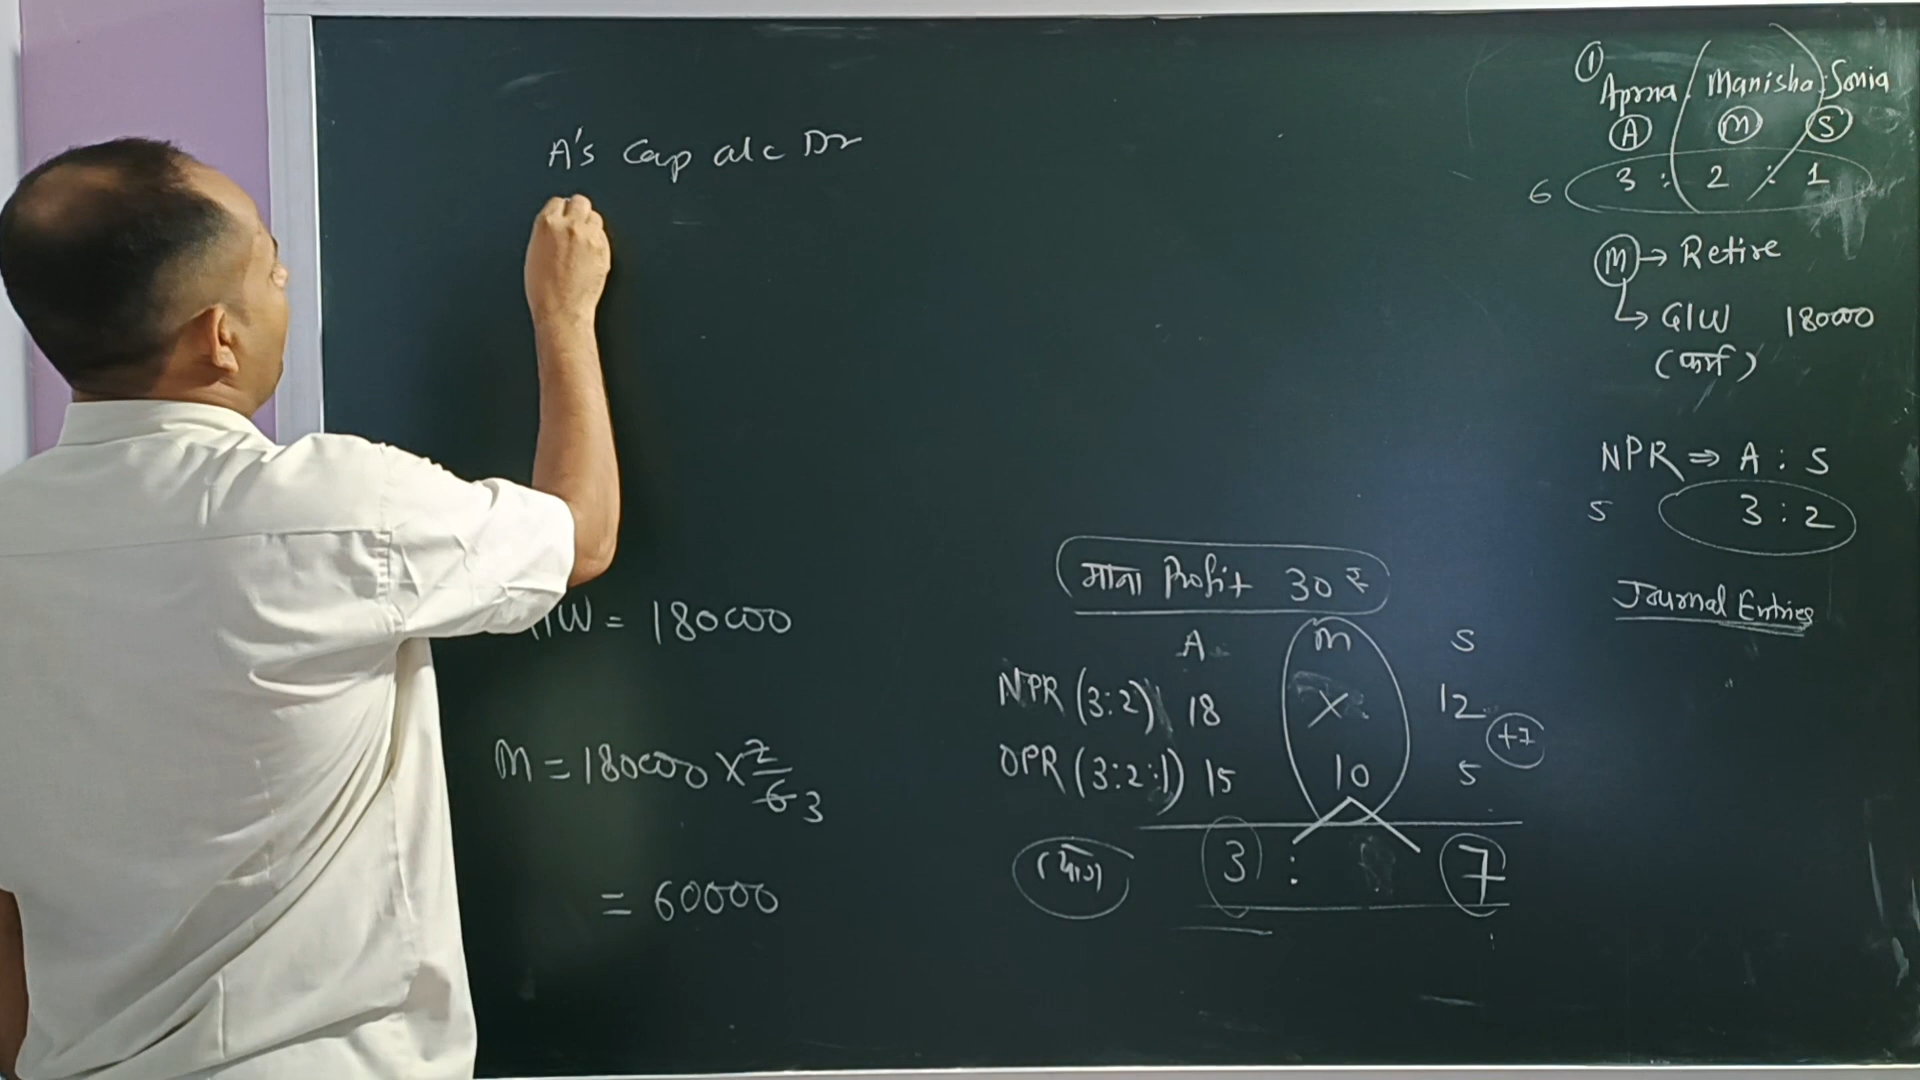 A's Cap a/c Dr
W = 180000
M = 180000 × 2/6 3
= 60000
माना Profit 30 ₹
A M S
NPR (3:2) 18 × 12
+7
OPR (3:2:1) 15 10 5
त्याग 3 : 7
① Aprna : Manisha : Sonia
A M S
6 3 : 2 : 1
M → Retire
G/W 180000
(फर्म)
NPR ⇒ A : S
5 3 : 2
Journal Entries